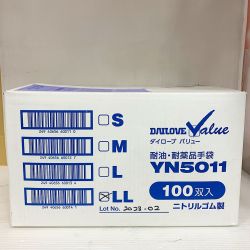 S
M
L
LL
Lot No. 2023-02
DAILOVE Value
ダイローブ バリュー
耐油・耐薬品手袋
YN5011
100双入
ニトリルゴム製